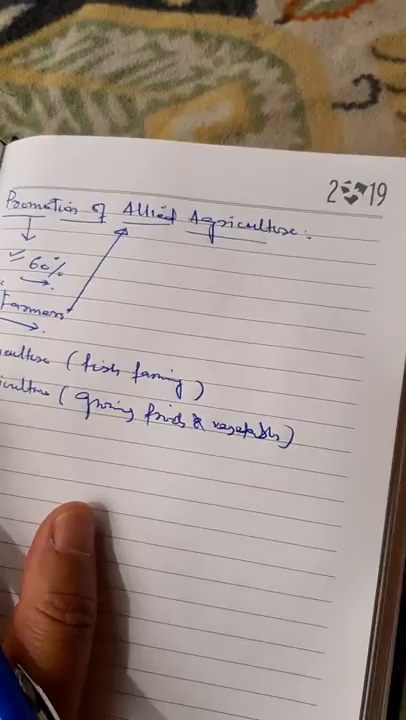 2019
Promotion of Allied Agriculture:
60%
Farmers
culture (fish farming)
culture (Growing fruits & vegetables)